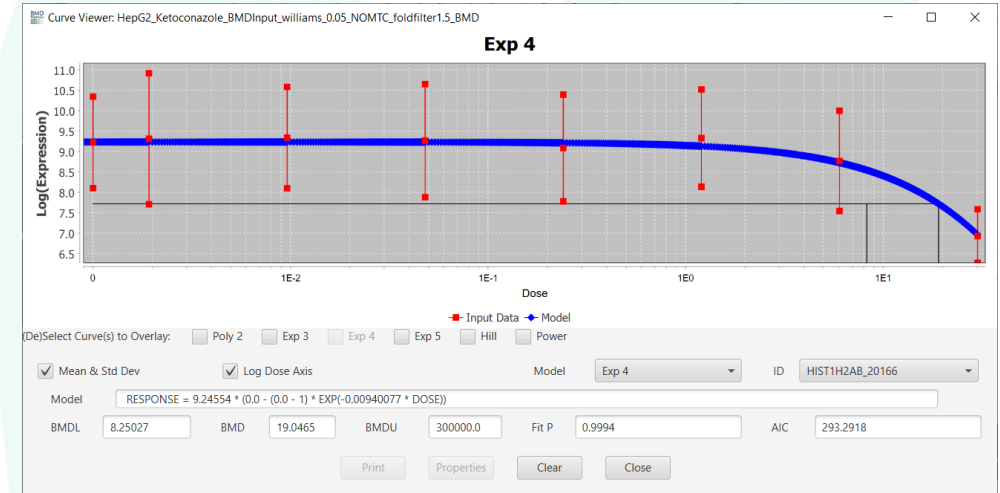 Curve Viewer: HepG2_Ketoconazole_BMDInput_williams_0.05_NOMTC_foldfilter1.5_BMD
Exp 4
11.0
10.5
10.0
9.5
9.0
8.5
8.0
7.5
7.0
6.5
Log(Expression)
0 1E-2 1E-1 1E0 1E1
Dose
Input Data Model
(De)Select Curve(s) to Overlay: Poly 2 Exp 3 Exp 4 Exp 5 Hill Power
Mean & Std Dev Log Dose Axis Model Exp 4 ID HIST1H2AB_20166
Model RESPONSE = 9.24554 * (0.0 - (0.0 - 1) * EXP(-0.00940077 * DOSE))
BMDL 8.25027 BMD 19.0465 BMDU 300000.0 Fit P 0.9994 AIC 293.2918
Print Properties Clear Close